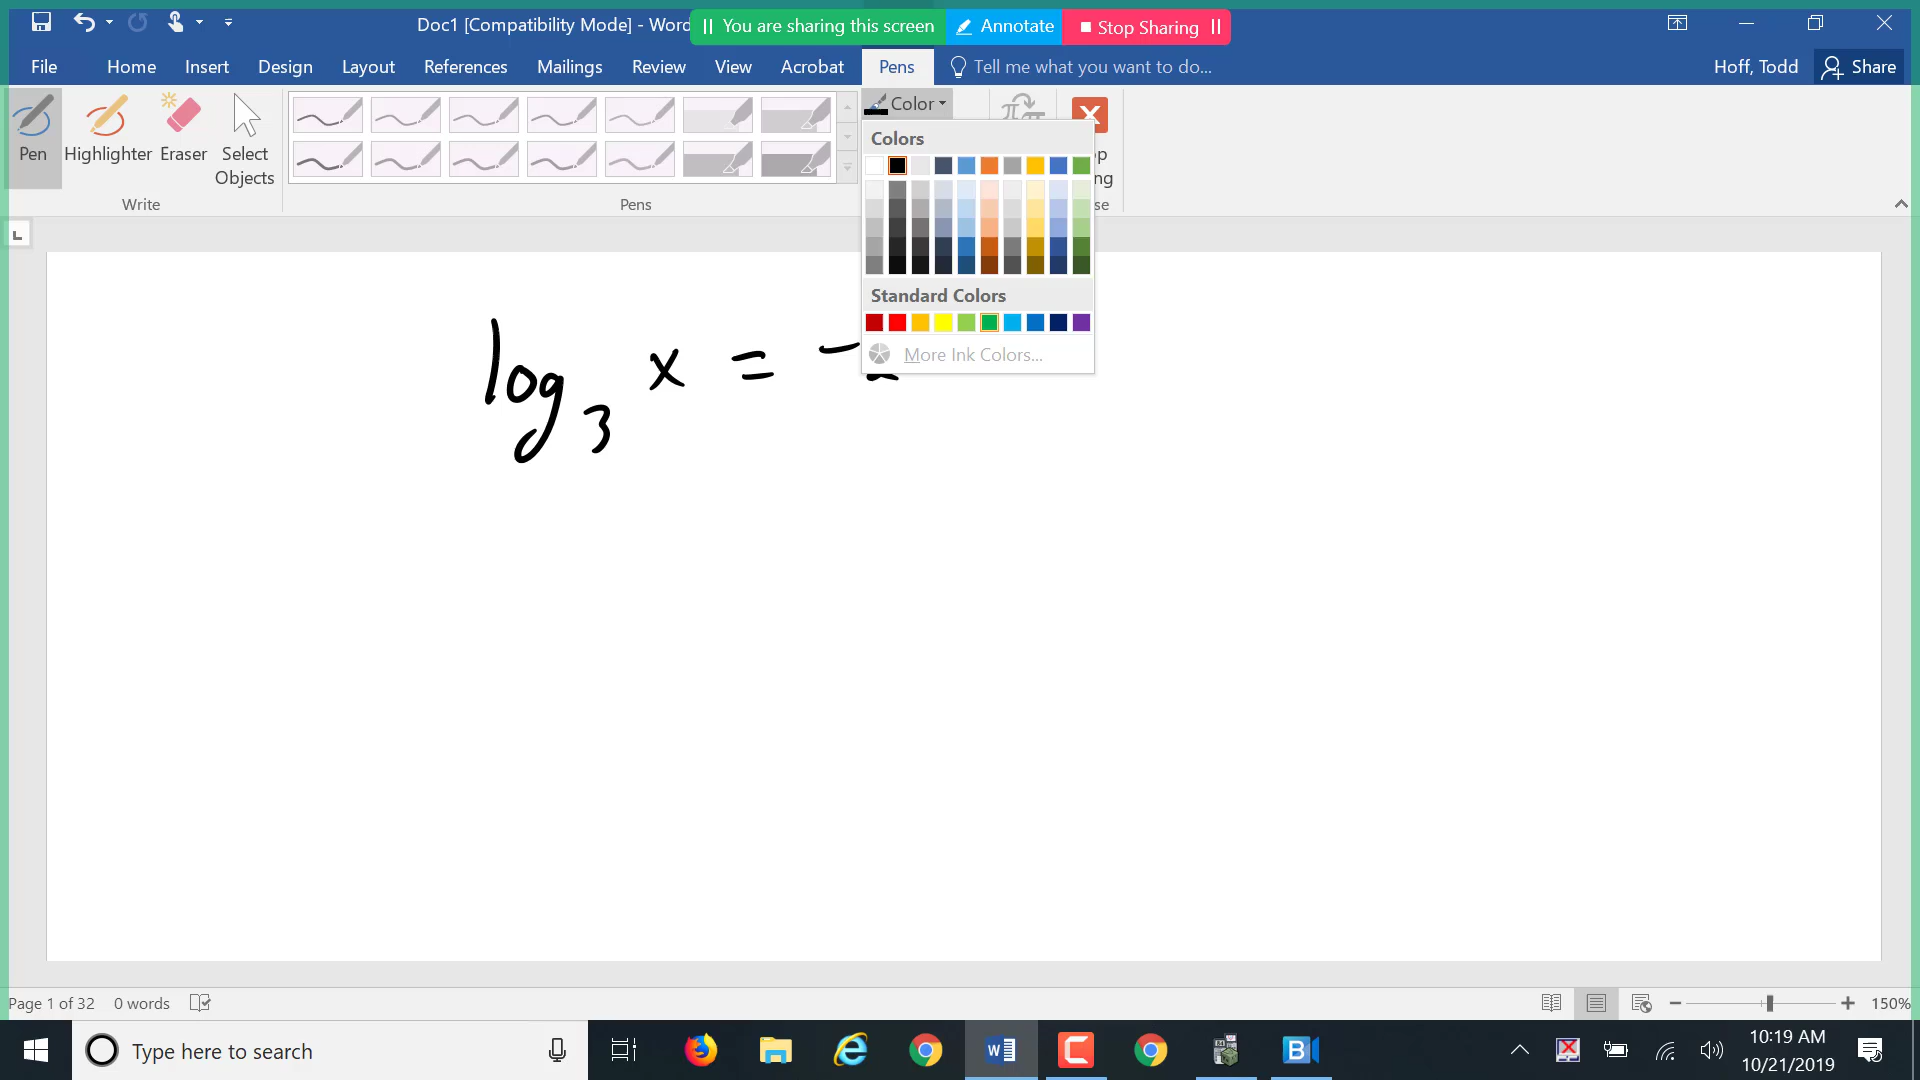 Doc1 [Compatibility Mode] - Word
You are sharing this screen
Annotate
Stop Sharing
File Home Insert Design Layout References Mailings Review View Acrobat Pens Tell me what you want to do... Hoff, Todd Share
Pen Highlighter Eraser Select Objects
Color
Write Pens
Colors
Standard Colors
More Ink Colors...
log₃ x = -
Page 1 of 32 0 words 150%
Type here to search
10:19 AM
10/21/2019